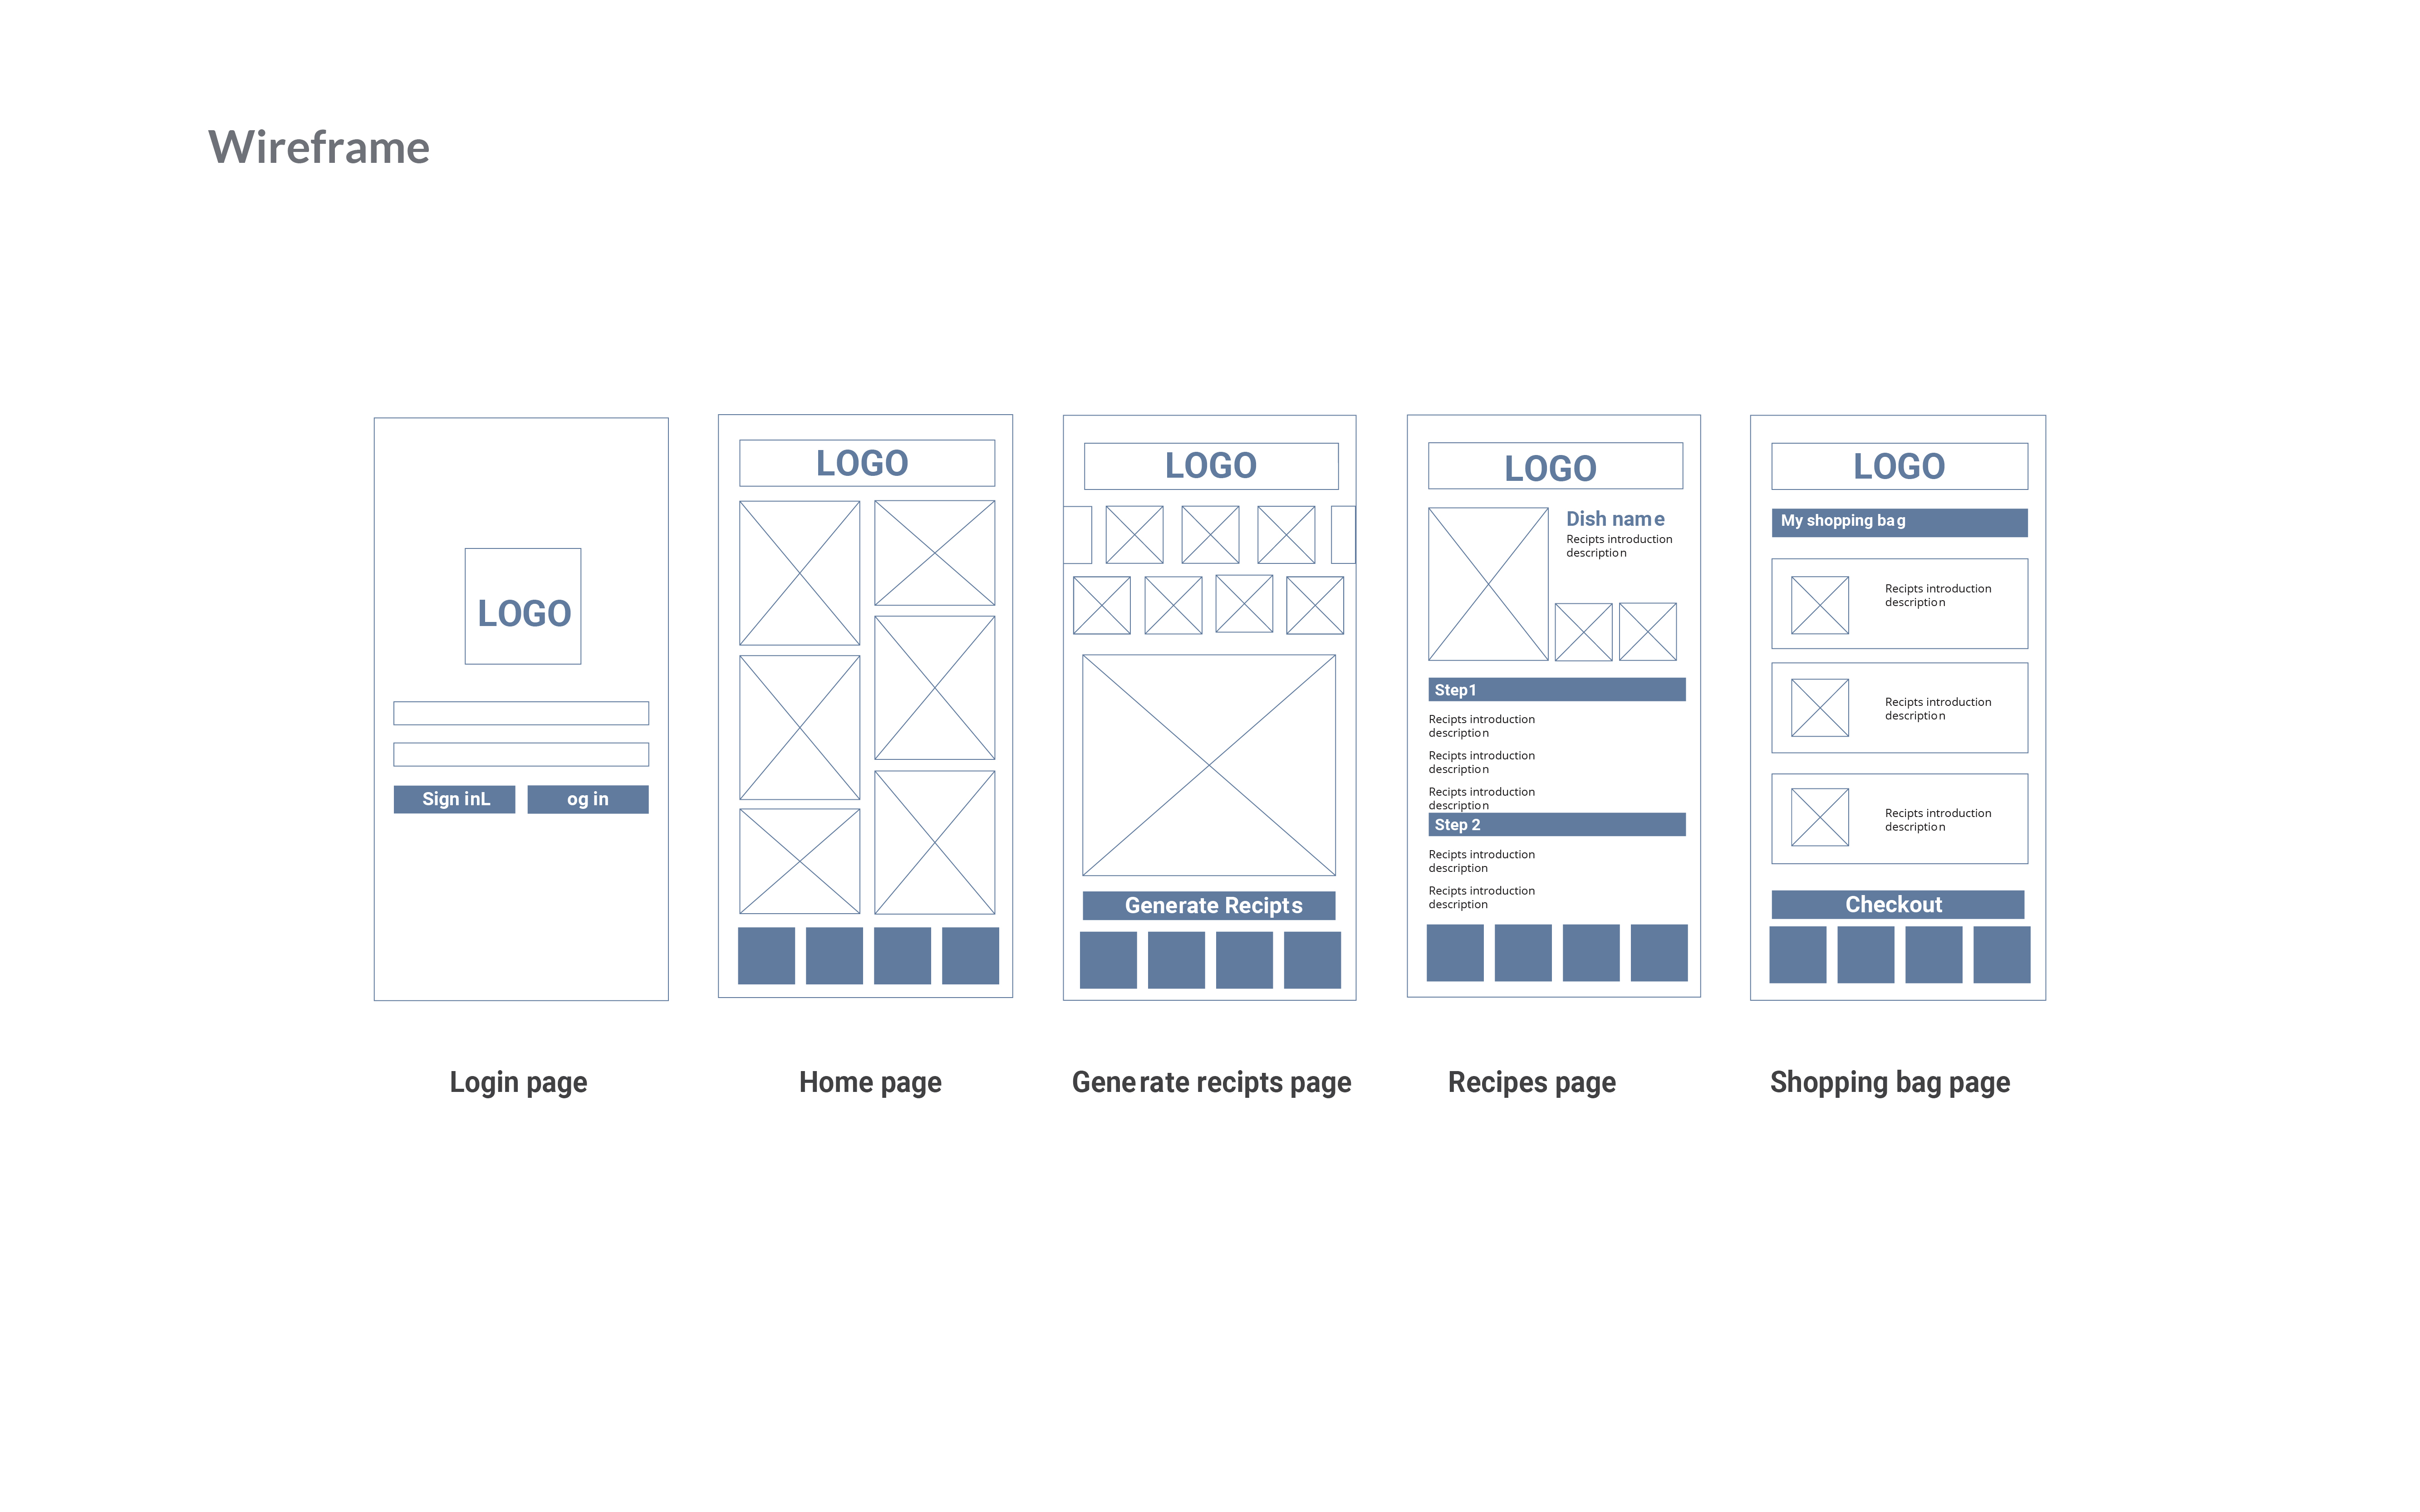 Wireframe
LOGO
Sign inL og in
Login page
LOGO
Home page
LOGO
Generate Recipts
Generate recipts page
LOGO
Dish name
Recipts introduction
description
Step1
Recipts introduction
description
Recipts introduction
description
Recipts introduction
description
Step 2
Recipts introduction
description
Recipts introduction
description
Recipes page
LOGO
My shopping bag
Recipts introduction
description
Recipts introduction
description
Recipts introduction
description
Checkout
Shopping bag page